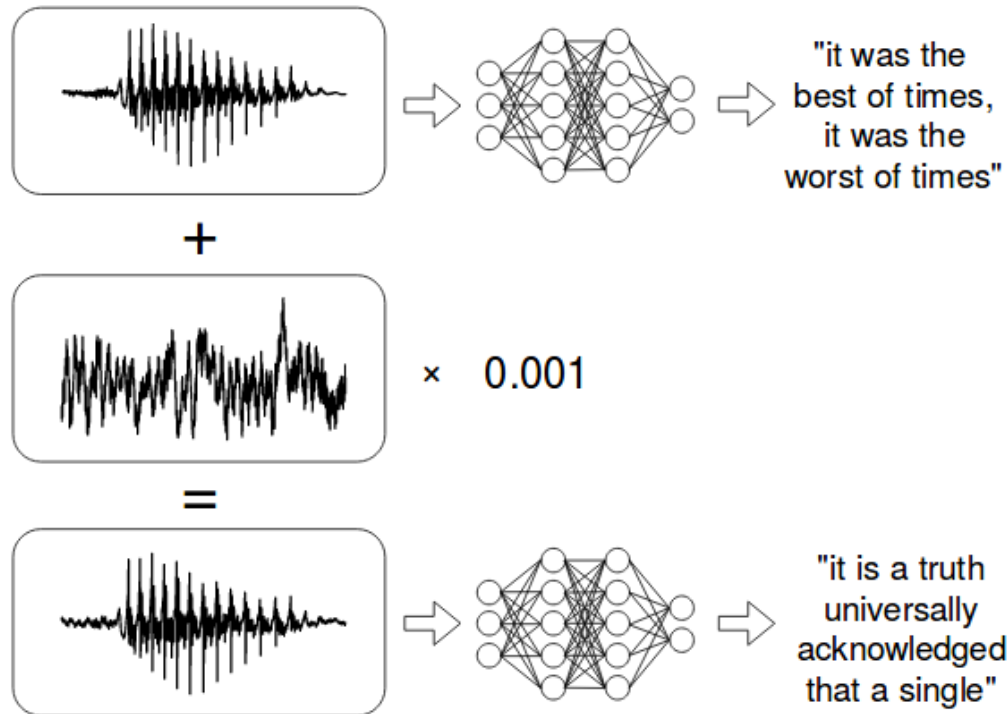 "it was the
best of times,
it was the
worst of times"
+
× 0.001
=
"it is a truth
universally
acknowledged
that a single"